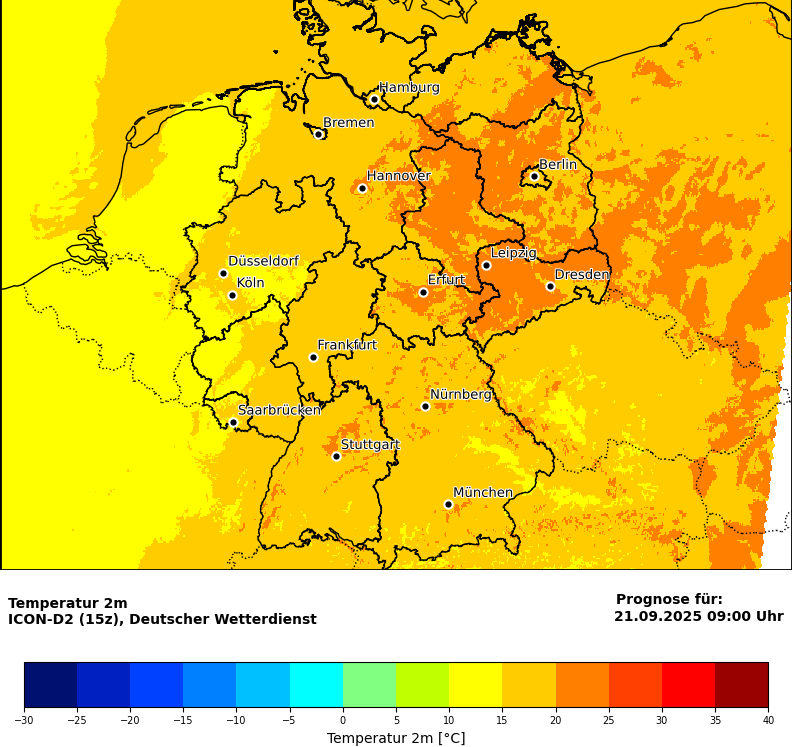 Hamburg
Bremen
Berlin
Hannover
Leipzig
Düsseldorf
Dresden
Köln
Erfurt
Frankfurt
Nürnberg
Saarbrücken
Stuttgart
München
Temperatur 2m
ICON-D2 (15z), Deutscher Wetterdienst
Prognose für:
21.09.2025 09:00 Uhr
−30 −25 −20 −15 −10 −5 0 5 10 15 20 25 30 35 40
Temperatur 2m [°C]